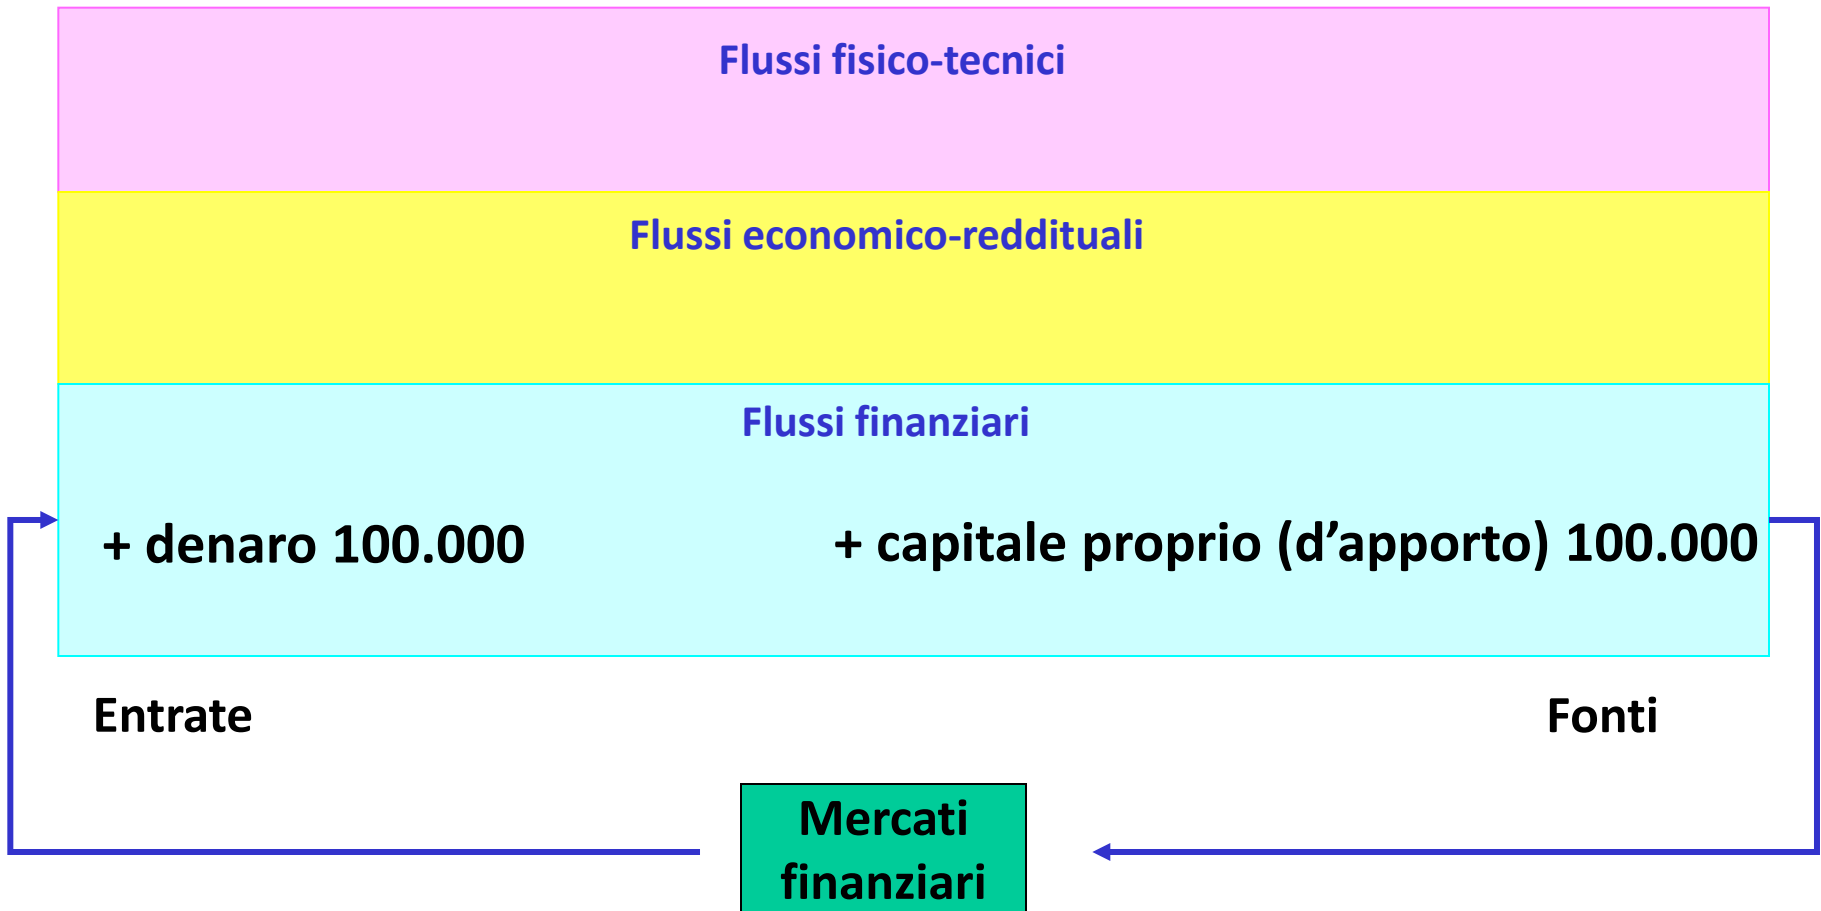 Flussi fisico-tecnici
Flussi economico-reddituali
Flussi finanziari
+ denaro 100.000
+ capitale proprio (d’apporto) 100.000
Entrate
Fonti
Mercati
finanziari